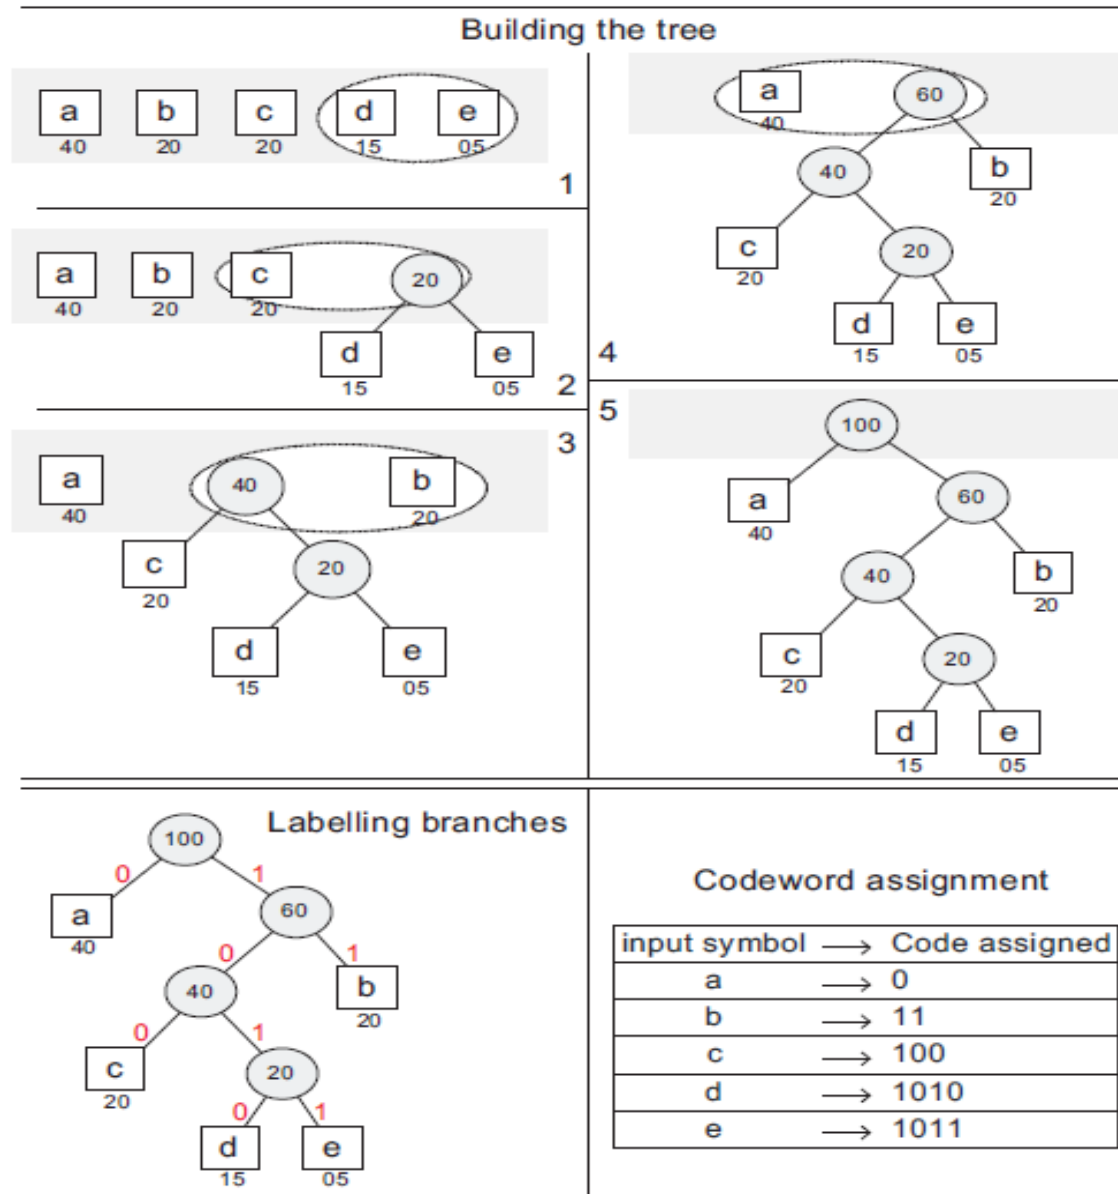 Building the tree
a b c d e
40 20 20 15 05
1
a b c 20
40 20 20
d e
15 05
2
3
a 40 b
40 20
c 20
20
d e
15 05
a 60
40
40 b
20
c 20
20
d e
15 05
4
5
100
a 60
40
40 b
20
c 20
20
d e
15 05
Labelling branches
100
0 1
a 60
40
0 1
40 b
20
0 1
c 20
20
0 1
d e
15 05
Codeword assignment
input symbol → Code assigned
a → 0
b → 11
c → 100
d → 1010
e → 1011